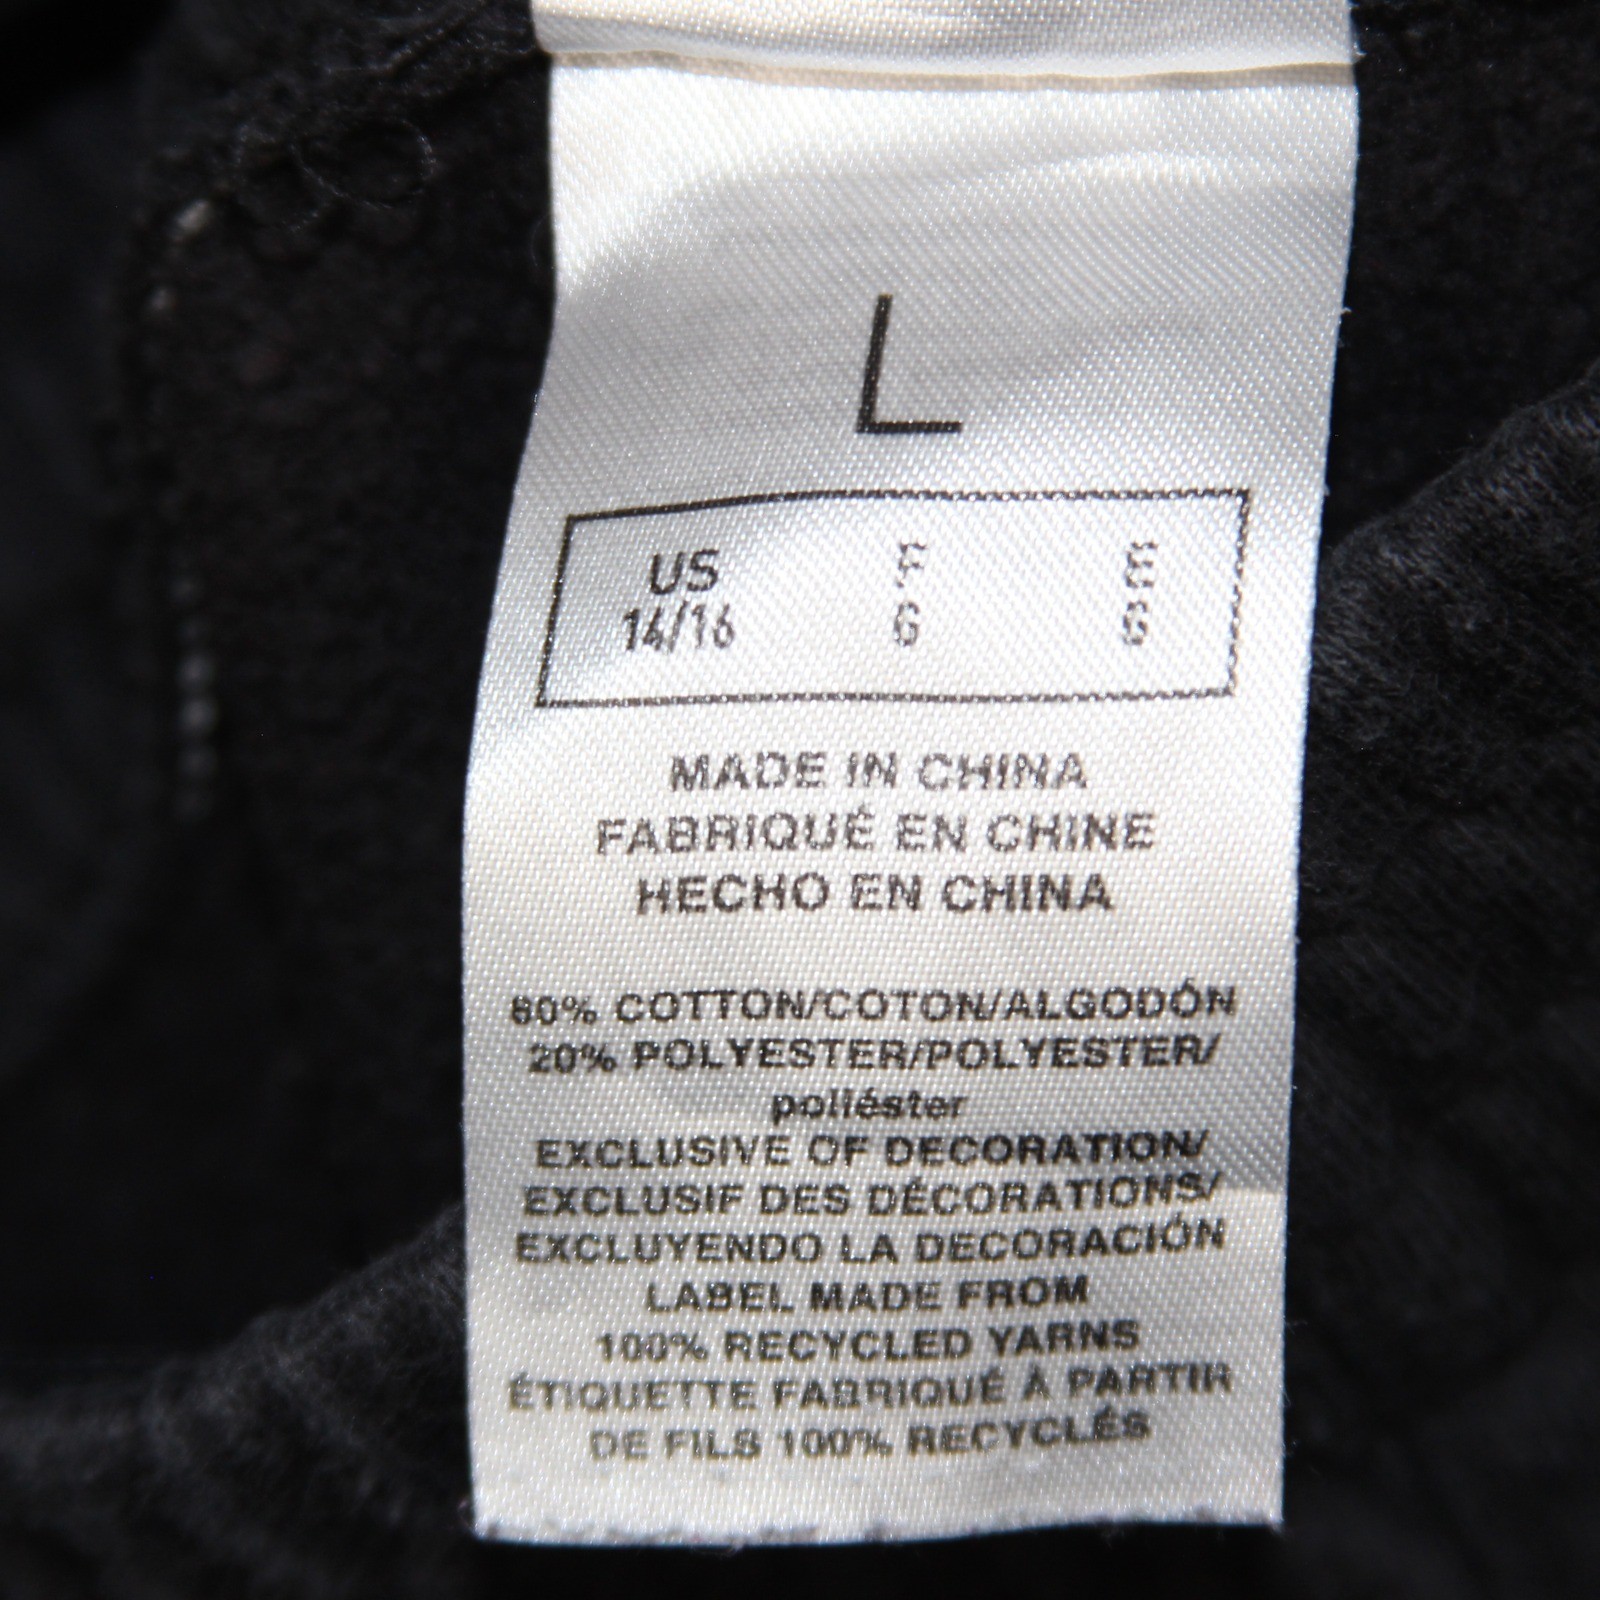 L
US F E
14/16 G G
MADE IN CHINA
FABRIQUÉ EN CHINE
HECHO EN CHINA
80% COTTON/COTON/ALGODÓN
20% POLYESTER/POLYESTER/
poliéster
EXCLUSIVE OF DECORATION/
EXCLUSIF DES DÉCORATIONS/
EXCLUYENDO LA DECORACIÓN
LABEL MADE FROM
100% RECYCLED YARNS
ÉTIQUETTE FABRIQUÉ À PARTIR
DE FILS 100% RECYCLÉS